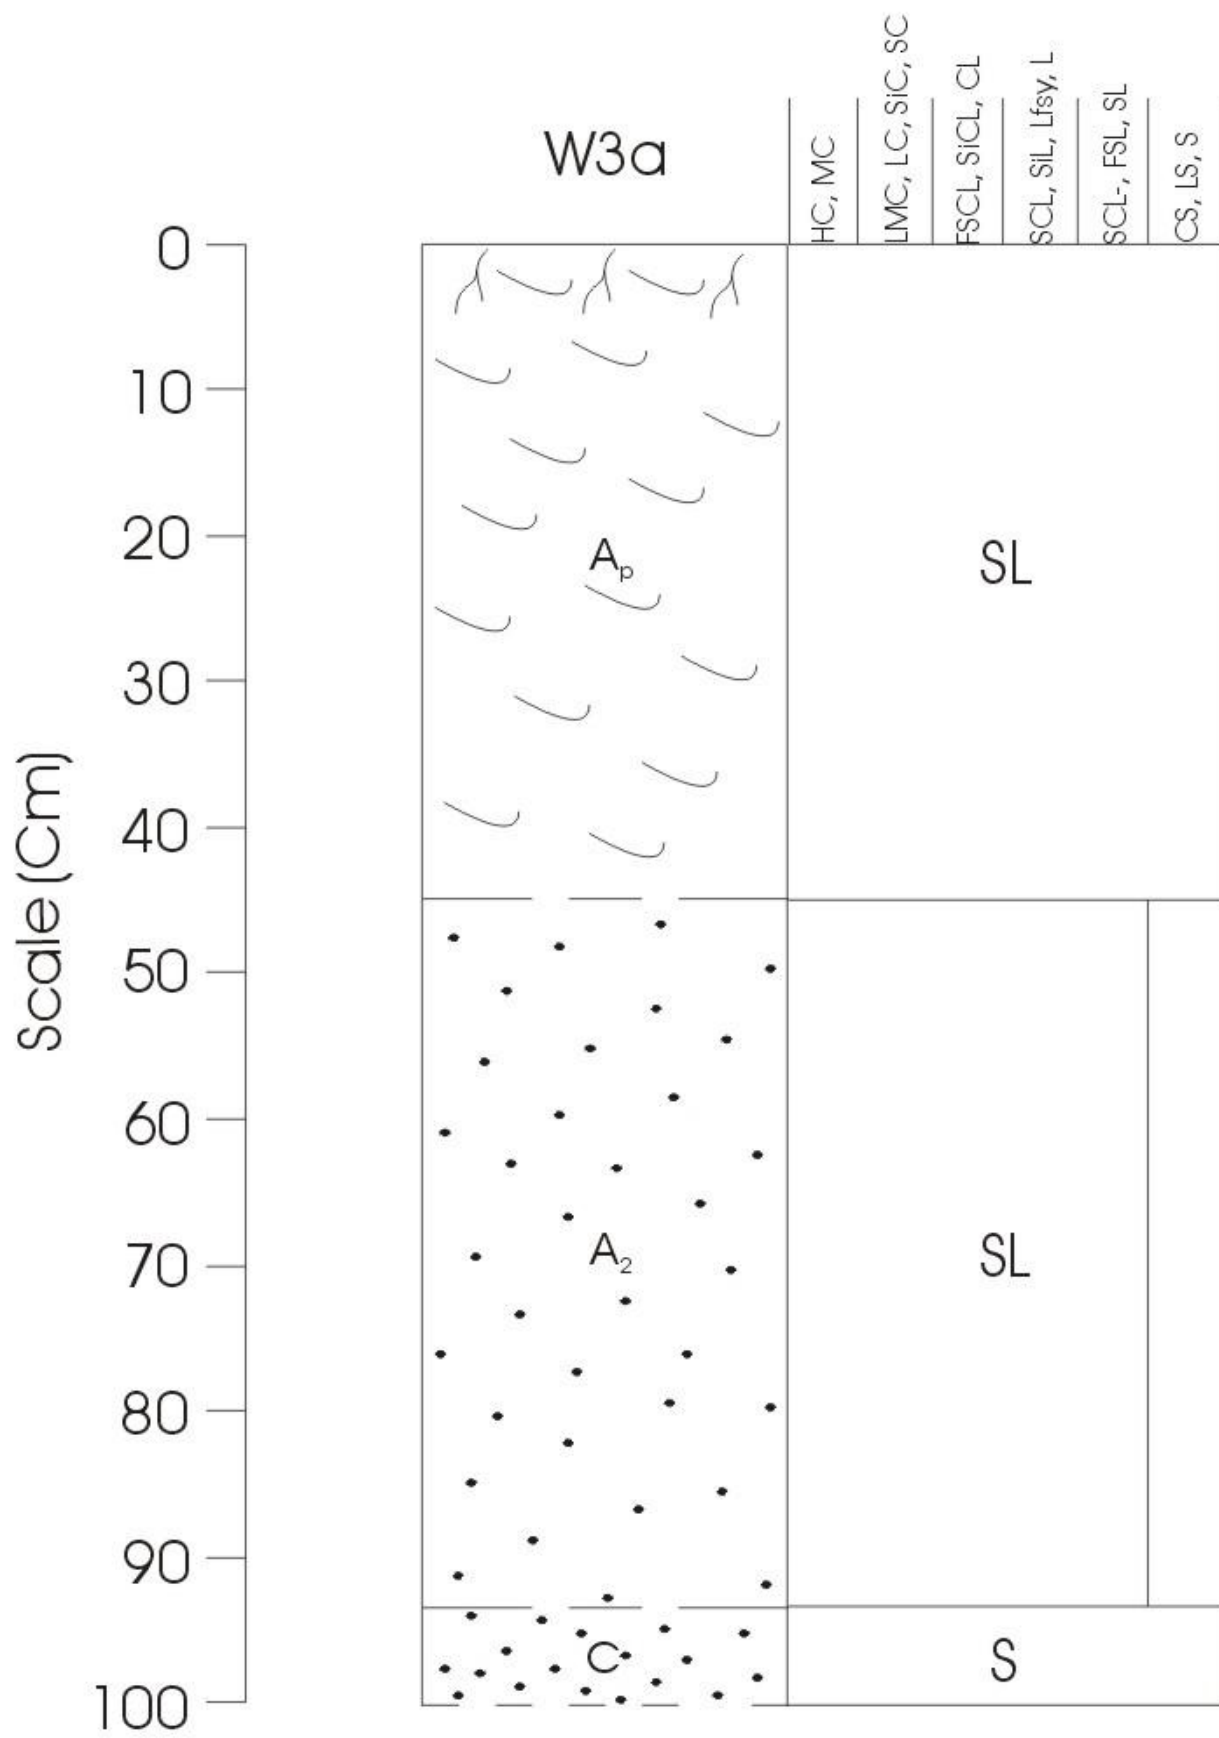 W3a
HC, MC
LMC, LC, SiC, SC
FSCL, SiCL, CL
SCL, SiL, Lfsy, L
SCL-, FSL, SL
CS, LS, S
Scale (Cm)
0
10
20
30
40
50
60
70
80
90
100
Ap
SL
A2
SL
C
S